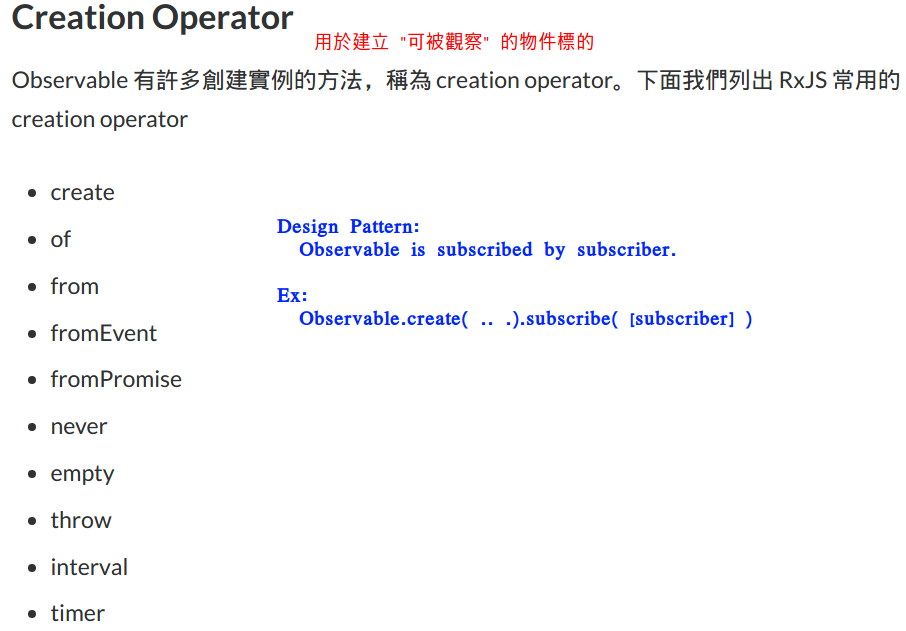 Creation Operator
用於建立 "可被觀察" 的物件標的
Observable 有許多創建實例的方法，稱為 creation operator。下面我們列出 RxJS 常用的
creation operator
• create
• of
• from
• fromEvent
• fromPromise
• never
• empty
• throw
• interval
• timer
Design Pattern:
Observable is subscribed by subscriber.
Ex:
Observable.create( .. .).subscribe( [subscriber] )